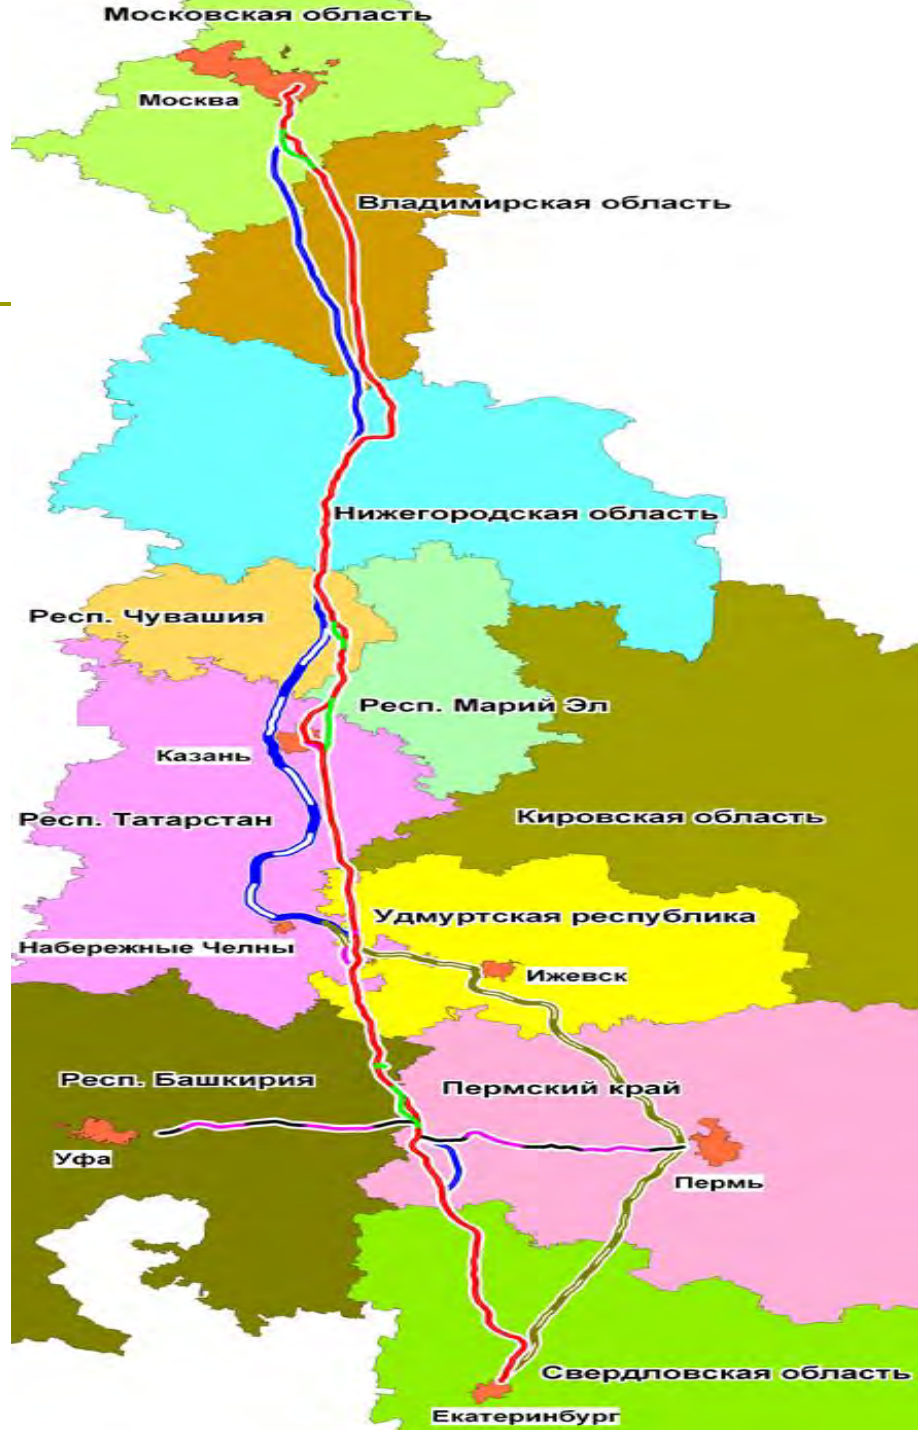 Московская область
Москва
Владимирская область
Нижегородская область
Респ. Чувашия
Респ. Марий Эл
Казань
Респ. Татарстан
Кировская область
Удмуртская республика
Набережные Челны
Ижевск
Респ. Башкирия
Пермский край
Уфа
Пермь
Свердловская область
Екатеринбург